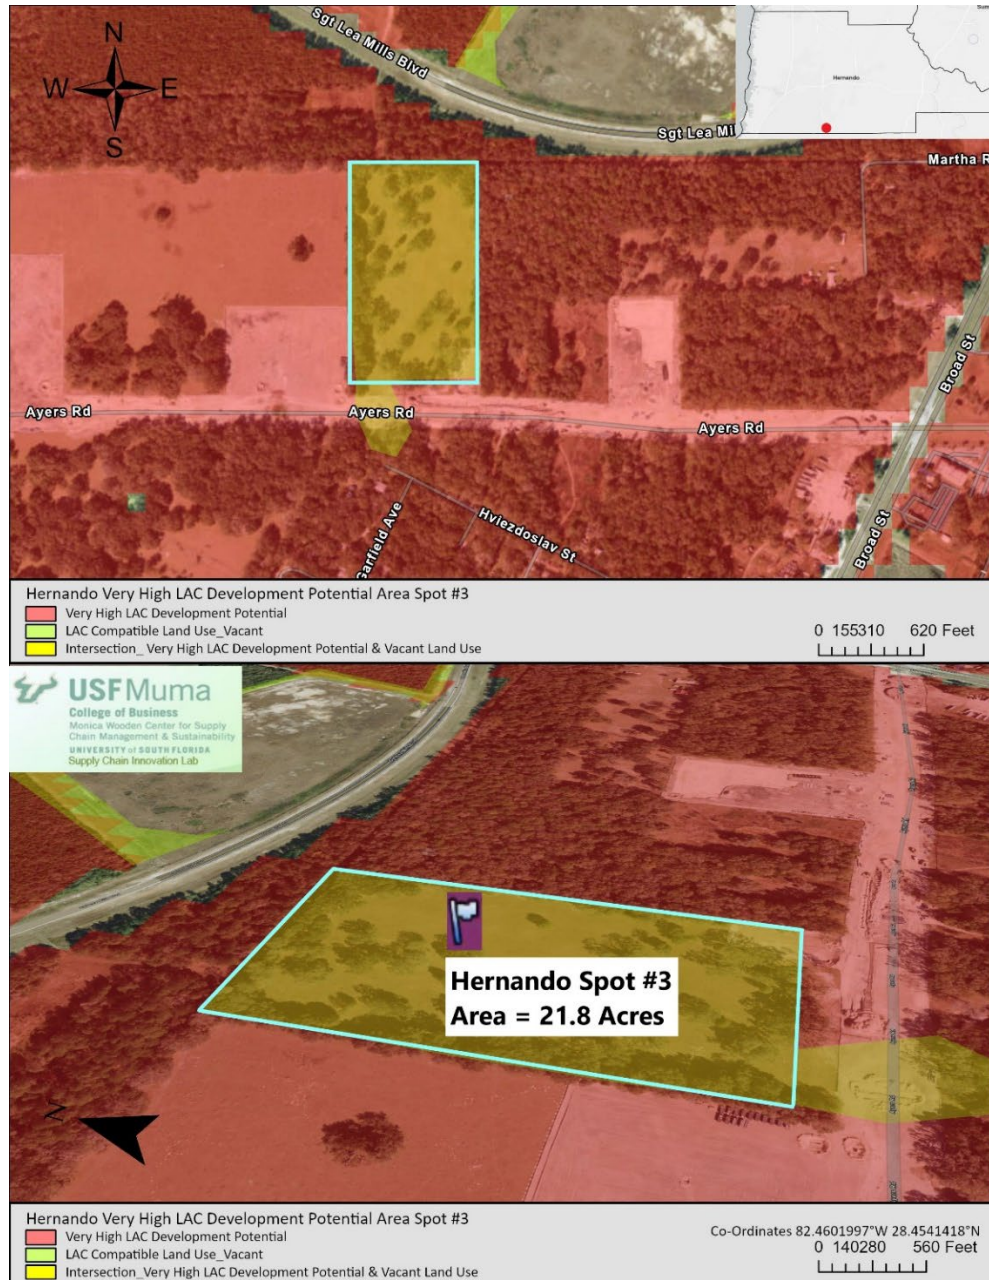 Sgt Lea Mills Blvd
N
W E
S
Hernando
Sgt Lea Mi
Martha R
Ayers Rd
Ayers Rd
Ayers Rd
Broad St
Broad St
Garfield Ave
Hviezdoslav St
Hernando Very High LAC Development Potential Area Spot #3
Very High LAC Development Potential
LAC Compatible Land Use_Vacant
Intersection_ Very High LAC Development Potential & Vacant Land Use
0 155310 620 Feet
USF Muma
College of Business
Monica Wooden Center for Supply
Chain Management & Sustainability
UNIVERSITY of SOUTH FLORIDA
Supply Chain Innovation Lab
Hernando Spot #3
Area = 21.8 Acres
N
Hernando Very High LAC Development Potential Area Spot #3
Very High LAC Development Potential
LAC Compatible Land Use_Vacant
Intersection_Very High LAC Development Potential & Vacant Land Use
Co-Ordinates 82.4601997°W 28.4541418°N
0 140280 560 Feet